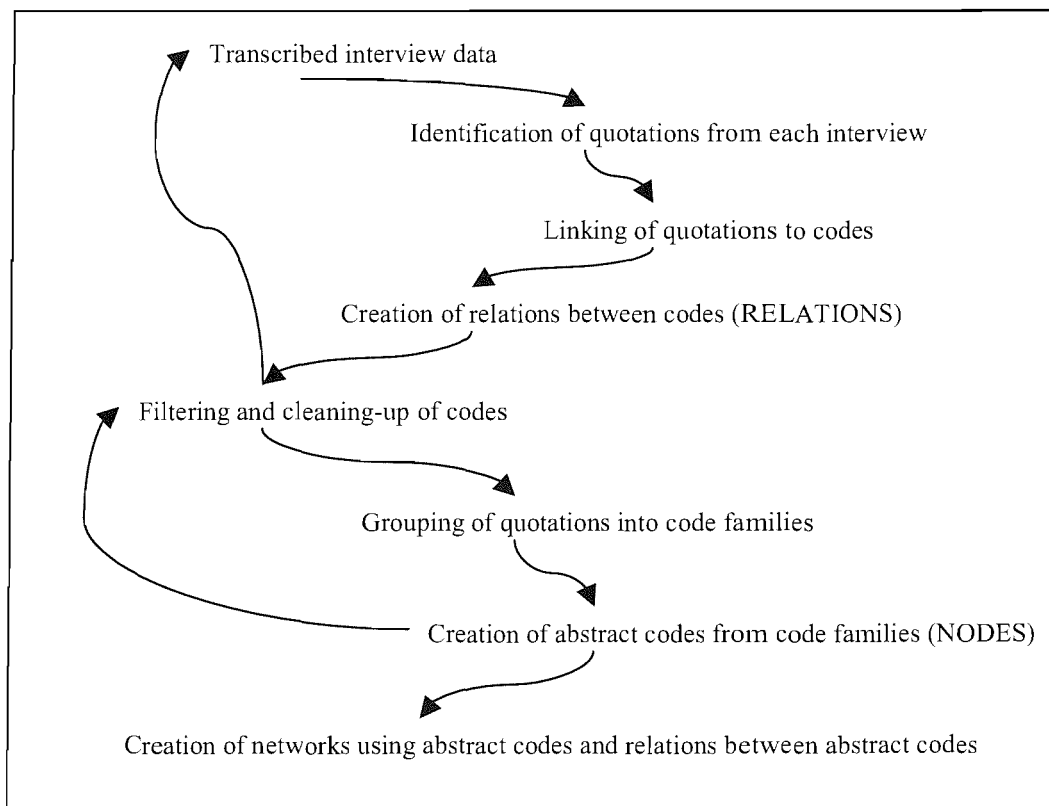 Transcribed interview data
Identification of quotations from each interview
Linking of quotations to codes
Creation of relations between codes (RELATIONS)
Filtering and cleaning-up of codes
Grouping of quotations into code families
Creation of abstract codes from code families (NODES)
Creation of networks using abstract codes and relations between abstract codes